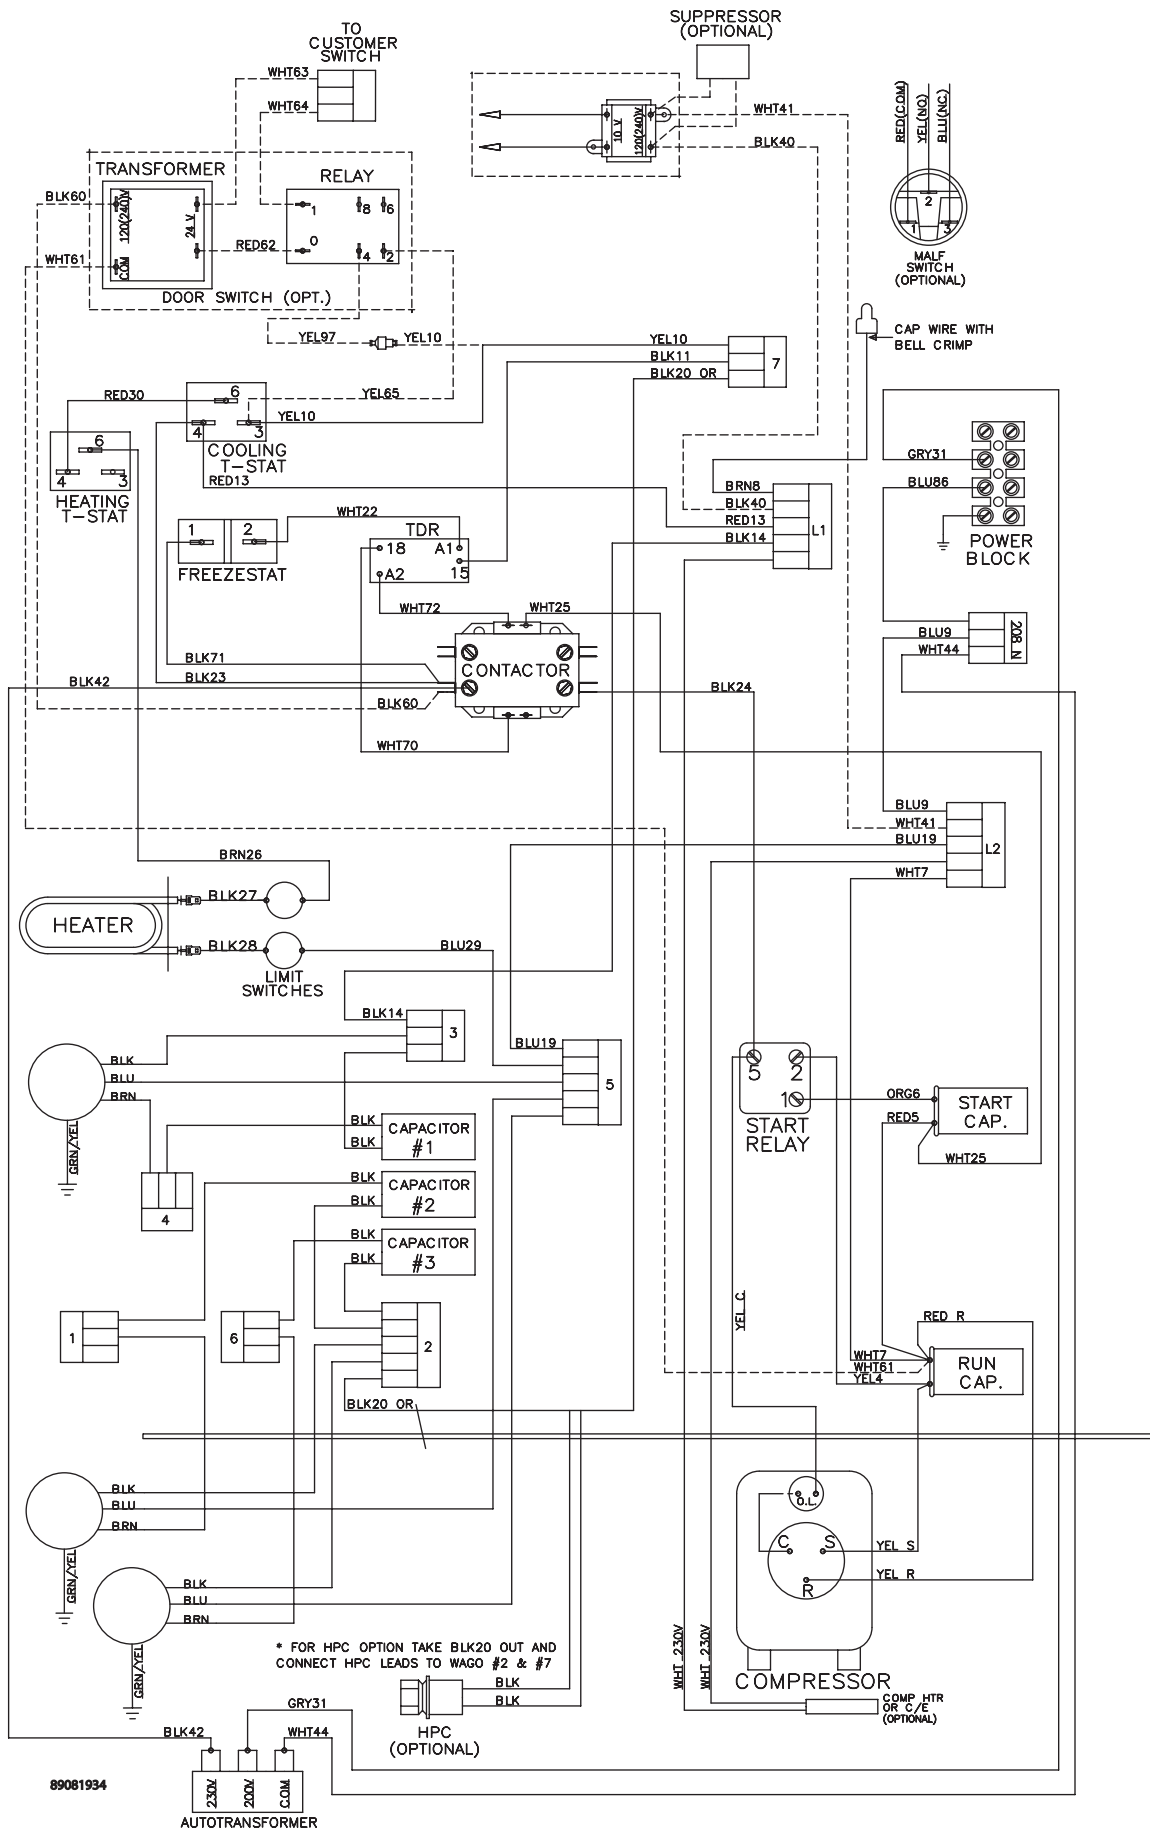 TO
CUSTOMER
SWITCH
WHT63
WHT64
SUPPRESSOR
(OPTIONAL)
10 V
120(240)V
WHT41
BLK40
RED(COM)
YEL(NO.)
BLU(NC.)
2
1
3
MALF
SWITCH
(OPTIONAL)
TRANSFORMER
RELAY
BLK60
120(240)V
24 V
COM
WHT61
RED62
1
8
6
0
4
2
DOOR SWITCH (OPT.)
YEL97
YEL10
YEL10
BLK11
BLK20 OR
7
CAP WIRE WITH
BELL CRIMP
RED30
YEL65
6
4
3
YEL10
COOLING
T-STAT
6
4
3
HEATING
T-STAT
RED13
GRY31
BLU86
POWER
BLOCK
BRN8
BLK40
RED13
BLK14
L1
WHT22
1
2
FREEZESTAT
TDR
18
A1
A2
15
WHT72
WHT25
BLU9
WHT44
208 N
BLK71
BLK23
BLK42
BLK60
CONTACTOR
BLK24
WHT70
BLU9
WHT41
BLU19
WHT7
L2
BRN26
HEATER
BLK27
BLK28
BLU29
LIMIT
SWITCHES
BLK14
3
BLU19
5
BLK
BLU
BRN
GRN/YEL
4
BLK
CAPACITOR
#1
BLK
BLK
CAPACITOR
#2
BLK
BLK
CAPACITOR
#3
BLK
5
2
1
START
RELAY
ORG6
RED5
START
CAP.
WHT25
1
6
2
BLK20 OR
YEL C
RED R
WHT7
WHT61
YEL4
RUN
CAP.
BLK
BLU
BRN
GRN/YEL
BLK
BLU
BRN
GRN/YEL
O.L.
C
S
R
YEL S
YEL R
COMPRESSOR
WHT 230V
WHT 230V
COMP HTR
OR C/E
(OPTIONAL)
* FOR HPC OPTION TAKE BLK20 OUT AND
CONNECT HPC LEADS TO WAGO #2 & #7
BLK
BLK
HPC
(OPTIONAL)
GRY31
BLK42
WHT44
230V
200V
COM
AUTOTRANSFORMER
89081934